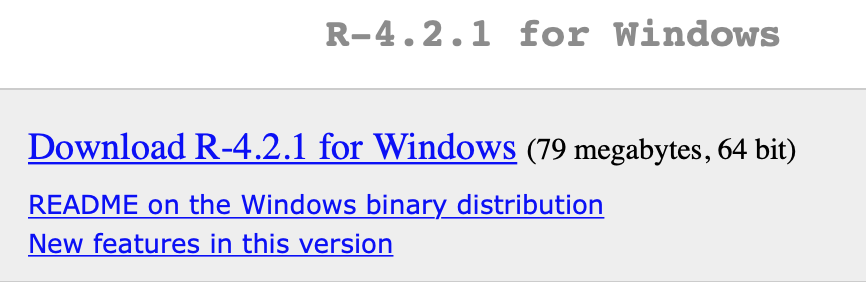 R-4.2.1 for Windows
Download R-4.2.1 for Windows (79 megabytes, 64 bit)
README on the Windows binary distribution
New features in this version